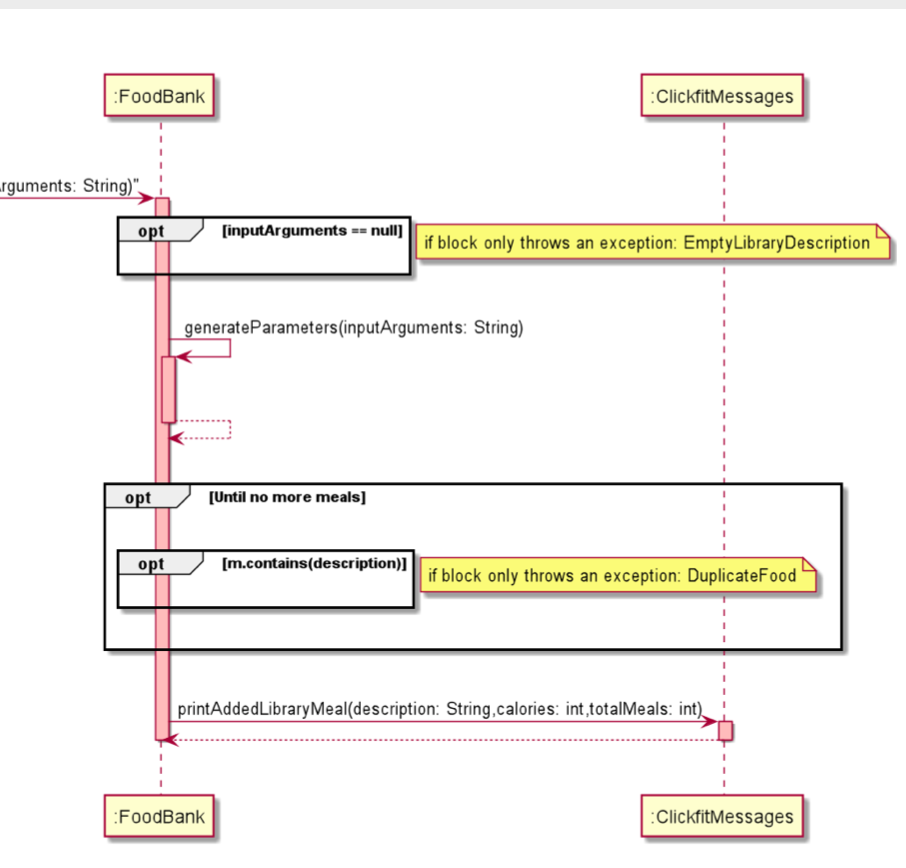 :FoodBank
:ClickfitMessages
rguments: String)"
opt
[inputArguments == null]
if block only throws an exception: EmptyLibraryDescription
generateParameters(inputArguments: String)
opt
[Until no more meals]
opt
[m.contains(description)]
if block only throws an exception: DuplicateFood
printAddedLibraryMeal(description: String,calories: int,totalMeals: int)
:FoodBank
:ClickfitMessages